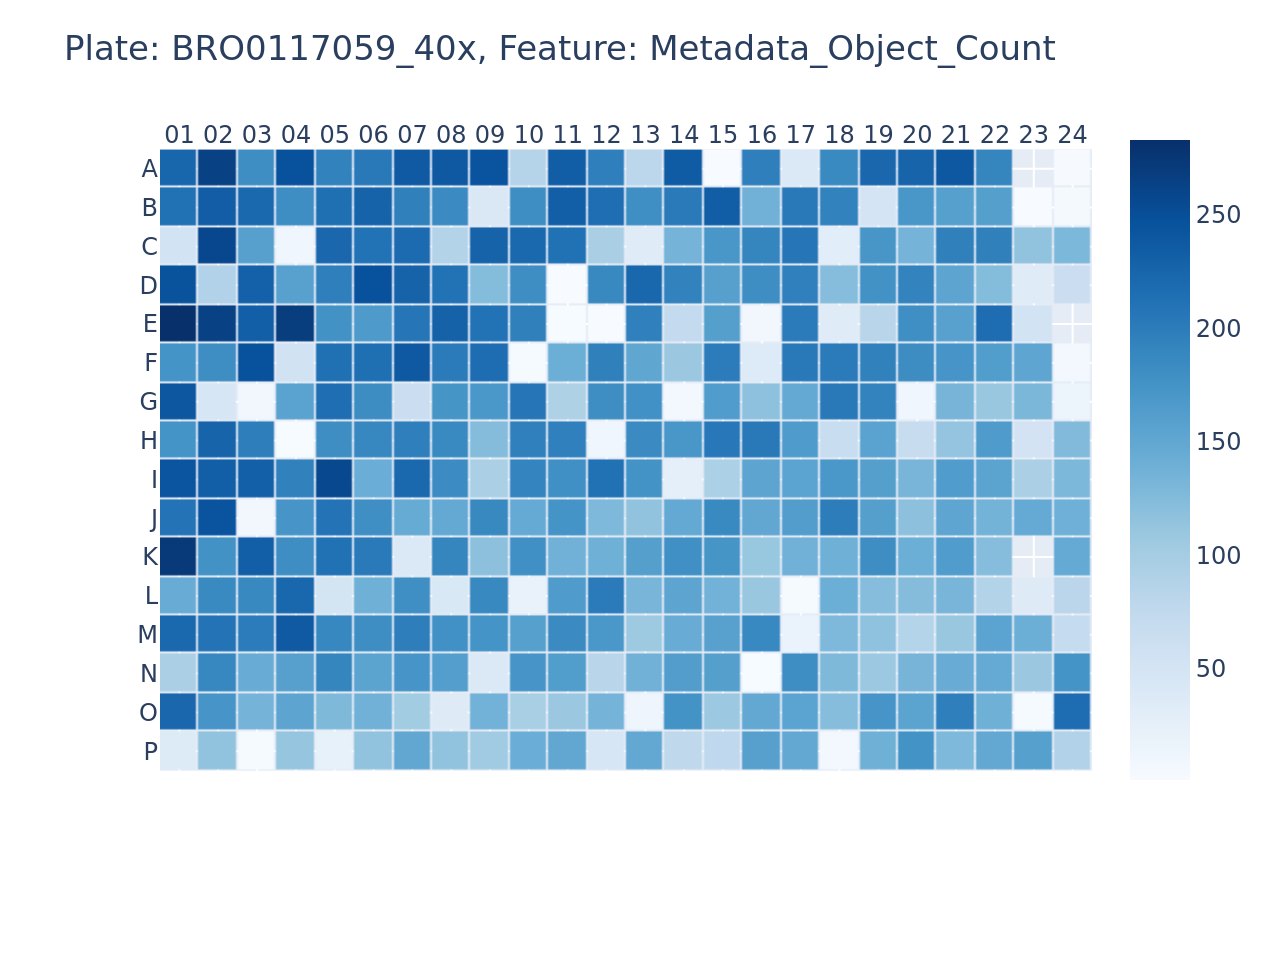 Plate: BRO0117059_40x, Feature: Metadata_Object_Count
01 02 03 04 05 06 07 08 09 10 11 12 13 14 15 16 17 18 19 20 21 22 23 24
A
B
C
D
E
F
G
H
I
J
K
L
M
N
O
P
250
200
150
100
50